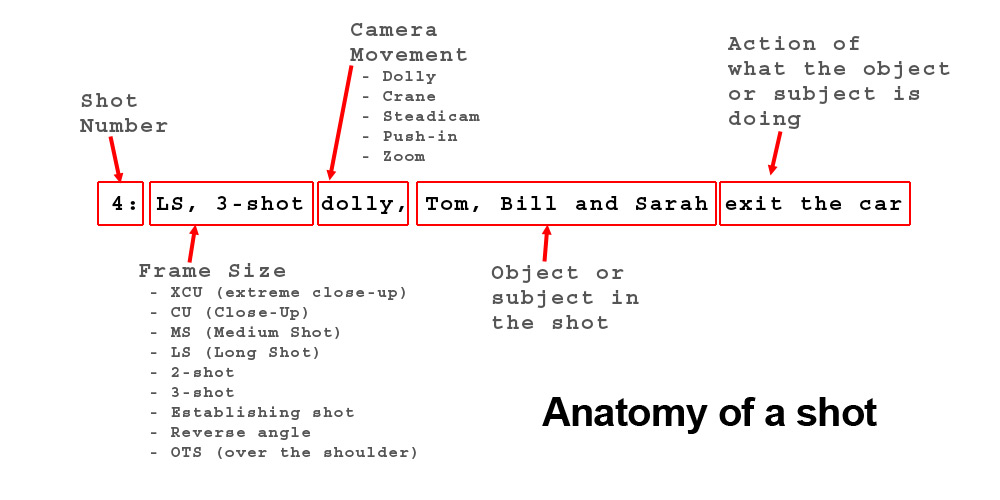 Camera
Movement
- Dolly
- Crane
- Steadicam
- Push-in
- Zoom
Action of
what the object
or subject is
doing
Shot
Number
4: LS, 3-shot dolly, Tom, Bill and Sarah exit the car
Frame Size
- XCU (extreme close-up)
- CU (Close-Up)
- MS (Medium Shot)
- LS (Long Shot)
- 2-shot
- 3-shot
- Establishing shot
- Reverse angle
- OTS (over the shoulder)
Object or
subject in
the shot
Anatomy of a shot